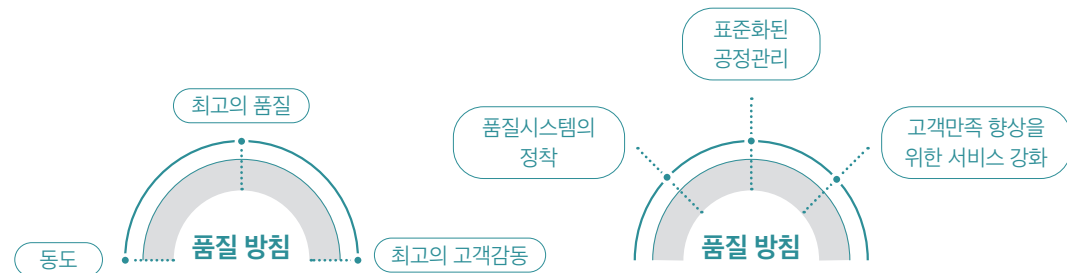 최고의 품질
동도
품질 방침
최고의 고객감동
표준화된
공정관리
품질시스템의
정착
고객만족 향상을
위한 서비스 강화
품질 방침